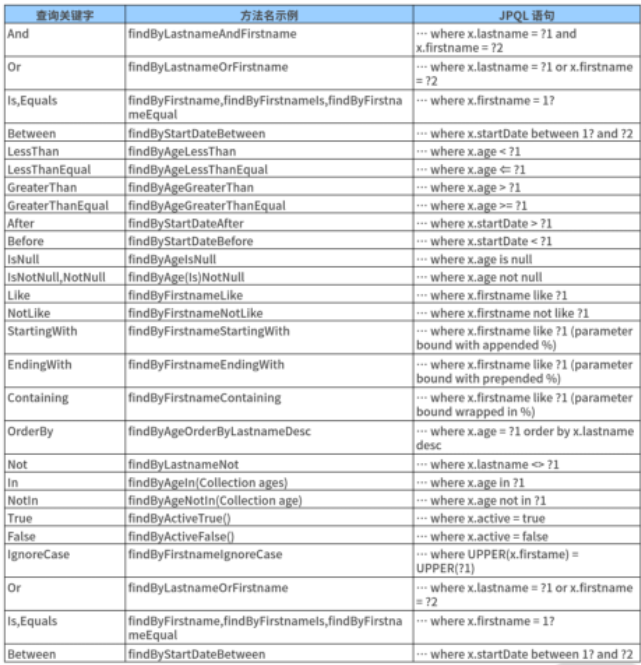 查询关键字 方法名示例 JPQL 语句
And findByLastnameAndFirstname ··· where x.lastname = ?1 and
x.firstname = ?2
Or findByLastnameOrFirstname ··· where x.lastname = ?1 or x.firstname
= ?2
Is,Equals findByFirstname,findByFirstnameIs,findByFirstna ··· where x.firstname = 1?
meEqual
Between findByStartDateBetween ··· where x.startDate between 1? and ?2
LessThan findByAgeLessThan ··· where x.age < ?1
LessThanEqual findByAgeLessThanEqual ··· where x.age ⇐ ?1
GreaterThan findByAgeGreaterThan ··· where x.age > ?1
GreaterThanEqual findByAgeGreaterThanEqual ··· where x.age >= ?1
After findByStartDateAfter ··· where x.startDate > ?1
Before findByStartDateBefore ··· where x.startDate < ?1
IsNull findByAgeIsNull ··· where x.age is null
IsNotNull,NotNull findByAge(Is)NotNull ··· where x.age not null
Like findByFirstnameLike ··· where x.firstname like ?1
NotLike findByFirstnameNotLike ··· where x.firstname not like ?1
StartingWith findByFirstnameStartingWith ··· where x.firstname like ?1 (parameter
bound with appended %)
EndingWith findByFirstnameEndingWith ··· where x.firstname like ?1 (parameter
bound with prepended %)
Containing findByFirstnameContaining ··· where x.firstname like ?1 (parameter
bound wrapped in %)
OrderBy findByAgeOrderByLastnameDesc ··· where x.age = ?1 order by x.lastname
desc
Not findByLastnameNot ··· where x.lastname <> ?1
In findByAgeIn(Collection ages) ··· where x.age in ?1
NotIn findByAgeNotIn(Collection age) ··· where x.age not in ?1
True findByActiveTrue() ··· where x.active = true
False findByActiveFalse() ··· where x.active = false
IgnoreCase findByFirstnameIgnoreCase ··· where UPPER(x.firstame) =
UPPER(?1)
Or findByLastnameOrFirstname ··· where x.lastname = ?1 or x.firstname
= ?2
Is,Equals findByFirstname,findByFirstnameIs,findByFirstna ··· where x.firstname = 1?
meEqual
Between findByStartDateBetween ··· where x.startDate between 1? and ?2